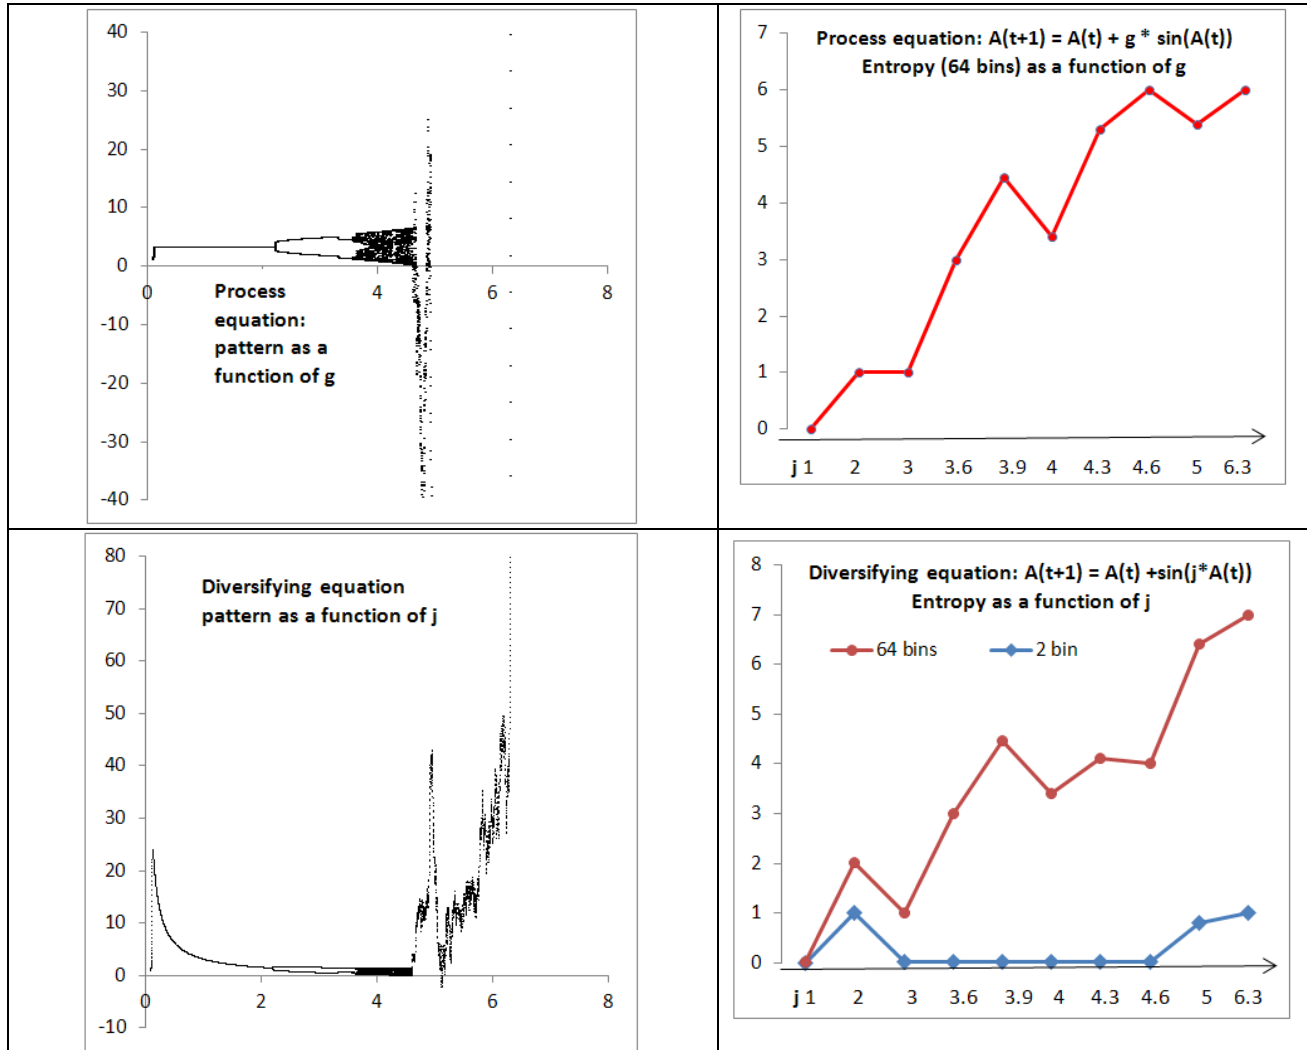 40
30
20
10
0
-10
-20
-30
-40
0 2 4 6 8
Process
equation:
pattern as a
function of g
Process equation: A(t+1) = A(t) + g * sin(A(t))
Entropy (64 bins) as a function of g
7
6
5
4
3
2
1
0
j 1 2 3 3.6 3.9 4 4.3 4.6 5 6.3
Diversifying equation
pattern as a function of j
80
70
60
50
40
30
20
10
0
-10
0 2 4 6 8
Diversifying equation: A(t+1) = A(t) +sin(j*A(t))
Entropy as a function of j
64 bins 2 bin
8
7
6
5
4
3
2
1
0
j 1 2 3 3.6 3.9 4 4.3 4.6 5 6.3